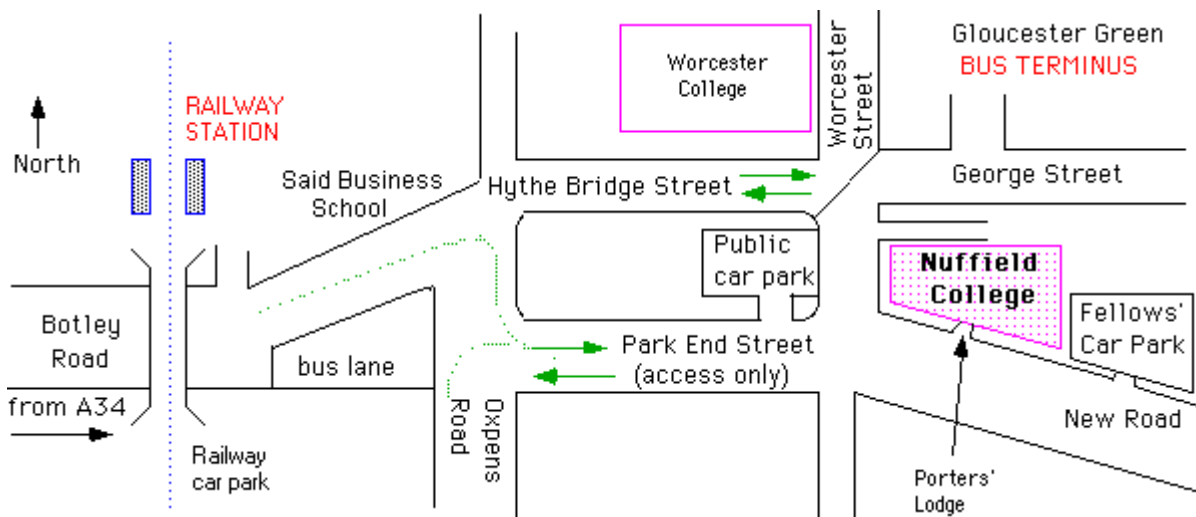 Gloucester Green
BUS TERMINUS
Worcester
College
Worcester
Street
RAILWAY
STATION
North
Said Business
School
Hythe Bridge Street
George Street
Public
car park
Nuffield
College
Fellows'
Car Park
Botley
Road
bus lane
Park End Street
(access only)
from A34
Oxpens
Road
New Road
Railway
car park
Porters'
Lodge